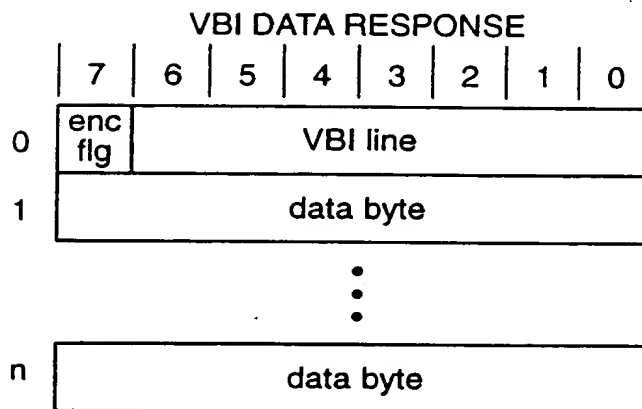 VBI DATA RESPONSE
7 6 5 4 3 2 1 0
0 enc flg VBI line
1 data byte
n data byte